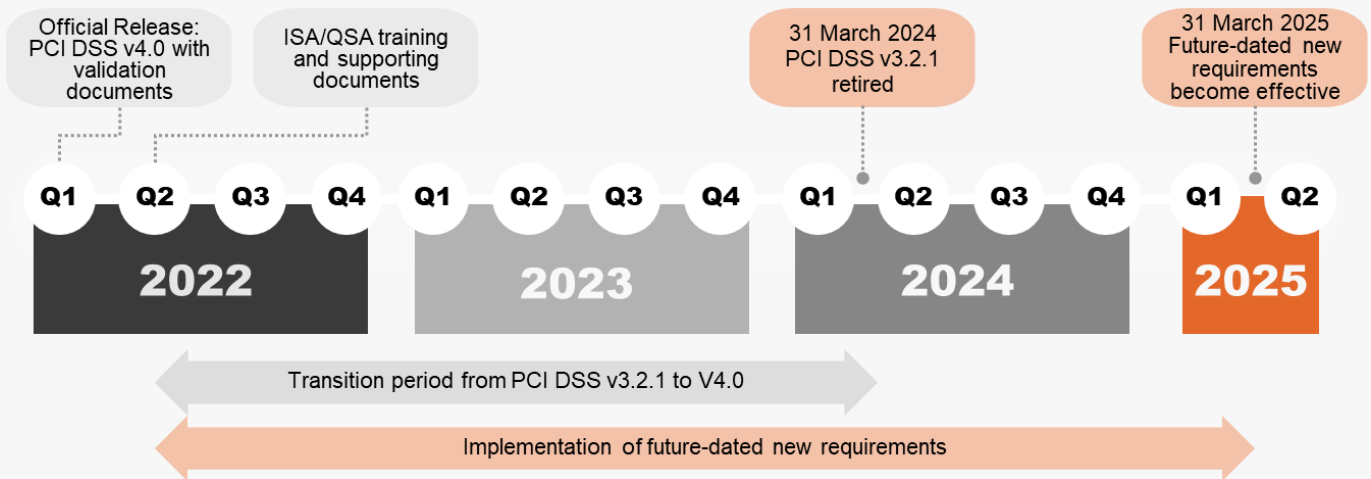 Official Release:
PCI DSS v4.0 with
validation
documents
ISA/QSA training
and supporting
documents
31 March 2024
PCI DSS v3.2.1
retired
31 March 2025
Future-dated new
requirements
become effective
Q1 Q2 Q3 Q4 Q1 Q2 Q3 Q4 Q1 Q2 Q3 Q4 Q1 Q2
2022 2023 2024 2025
Transition period from PCI DSS v3.2.1 to V4.0
Implementation of future-dated new requirements